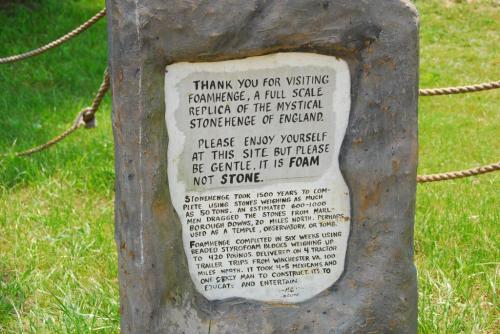 THANK YOU FOR VISITING
FOAMHENGE, A FULL SCALE
REPLICA OF THE MYSTICAL
STONEHENGE OF ENGLAND.
PLEASE ENJOY YOURSELF
AT THIS SITE BUT PLEASE
BE GENTLE, IT IS FOAM
NOT STONE.
STONEHENGE TOOK 1500 YEARS TO COM-
PLETE USING STONES WEIGHING AS MUCH
AS 50 TONS. AN ESTIMATED 600-1000
MEN DRAGGED THE STONES FROM MARL-
BOROUGH DOWNS, 20 MILES NORTH. PERHAPS
USED AS A TEMPLE, OBSERVATORY, OR TOMB.
FOAMHENGE COMPLETED IN SIX WEEKS USING
BEADED STYROFOAM BLOCKS WEIGHING UP
TO 420 POUNDS. DELIVERED ON 4 TRACTOR
TRAILER TRIPS FROM WINCHESTER VA. 100
MILES NORTH. IT TOOK 4-5 MEXICANS AND
ONE CRAZY MAN TO CONSTRUCT. ITS TO
EDUCATE AND ENTERTAIN.